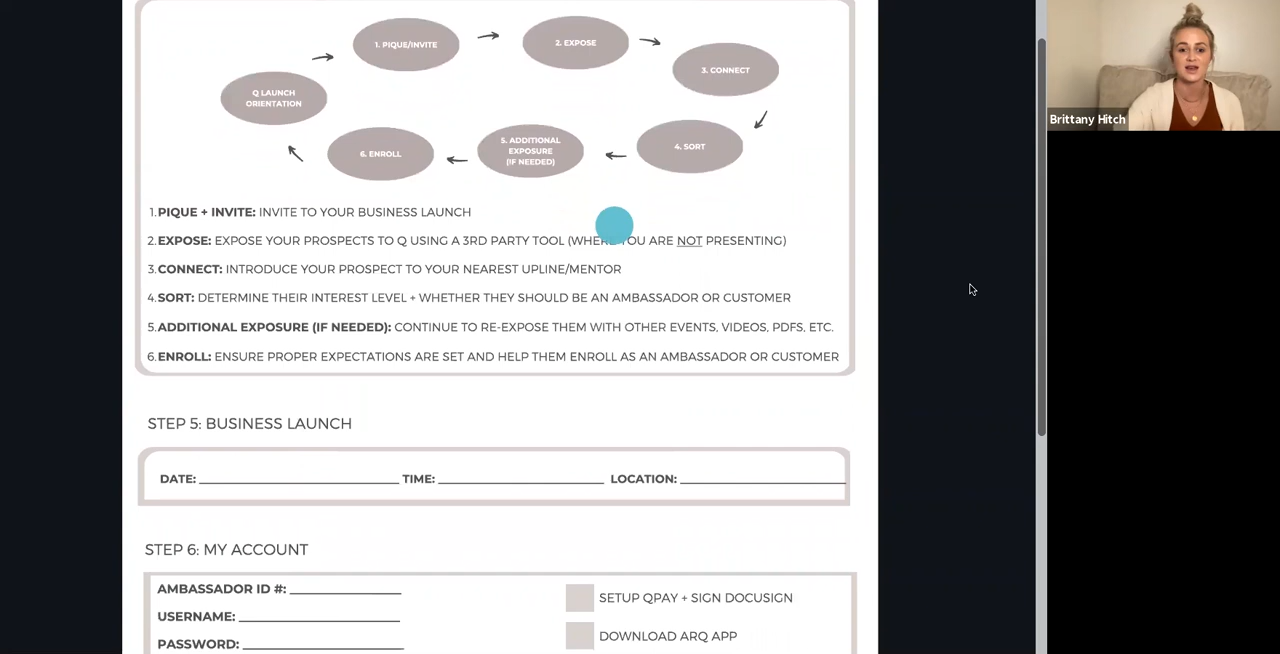 1. PIQUE/INVITE
2. EXPOSE
3. CONNECT
Q LAUNCH
ORIENTATION
6. ENROLL
5. ADDITIONAL
EXPOSURE
(IF NEEDED)
4. SORT
1.PIQUE + INVITE: INVITE TO YOUR BUSINESS LAUNCH
2.EXPOSE: EXPOSE YOUR PROSPECTS TO Q USING A 3RD PARTY TOOL (WHERE YOU ARE NOT PRESENTING)
3.CONNECT: INTRODUCE YOUR PROSPECT TO YOUR NEAREST UPLINE/MENTOR
4.SORT: DETERMINE THEIR INTEREST LEVEL + WHETHER THEY SHOULD BE AN AMBASSADOR OR CUSTOMER
5.ADDITIONAL EXPOSURE (IF NEEDED): CONTINUE TO RE-EXPOSE THEM WITH OTHER EVENTS, VIDEOS, PDFS, ETC.
6.ENROLL: ENSURE PROPER EXPECTATIONS ARE SET AND HELP THEM ENROLL AS AN AMBASSADOR OR CUSTOMER
STEP 5: BUSINESS LAUNCH
DATE: TIME: LOCATION:
STEP 6: MY ACCOUNT
AMBASSADOR ID #:
USERNAME:
PASSWORD:
SETUP QPAY + SIGN DOCUSIGN
DOWNLOAD ARQ APP
Brittany Hitch